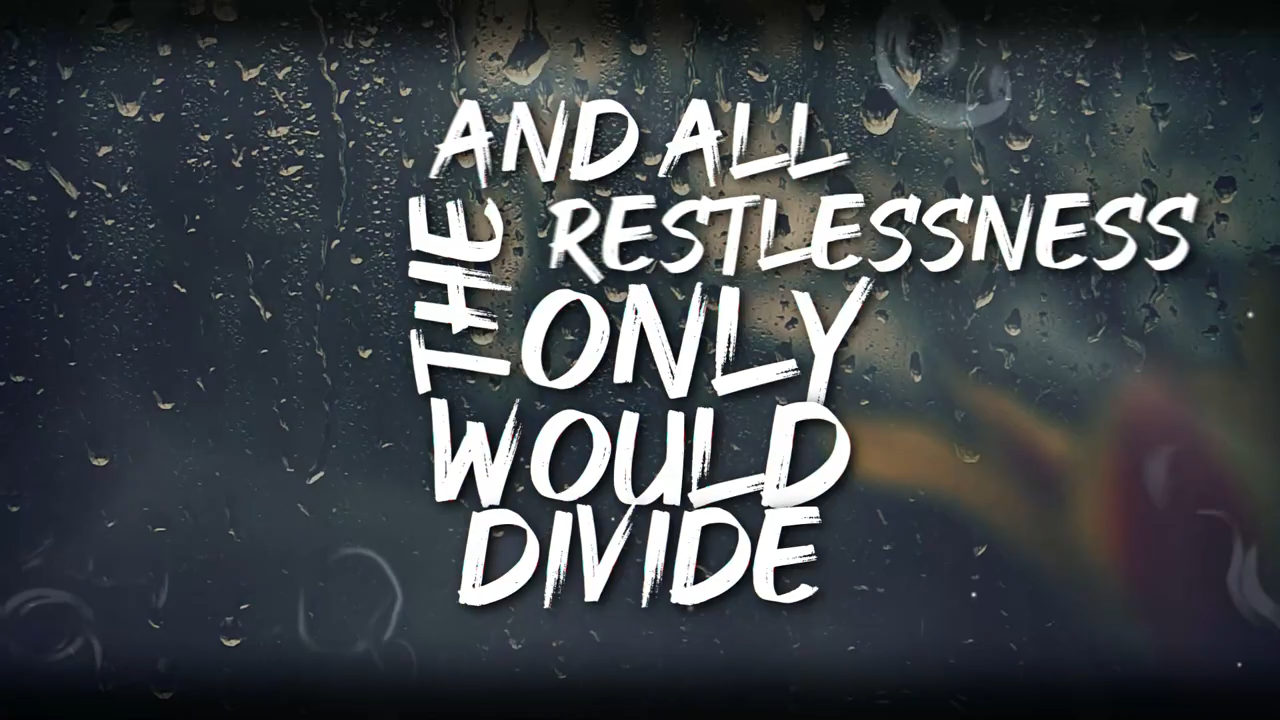 AND ALL
THE
RESTLESSNESS
ONLY
WOULD
DIVIDE